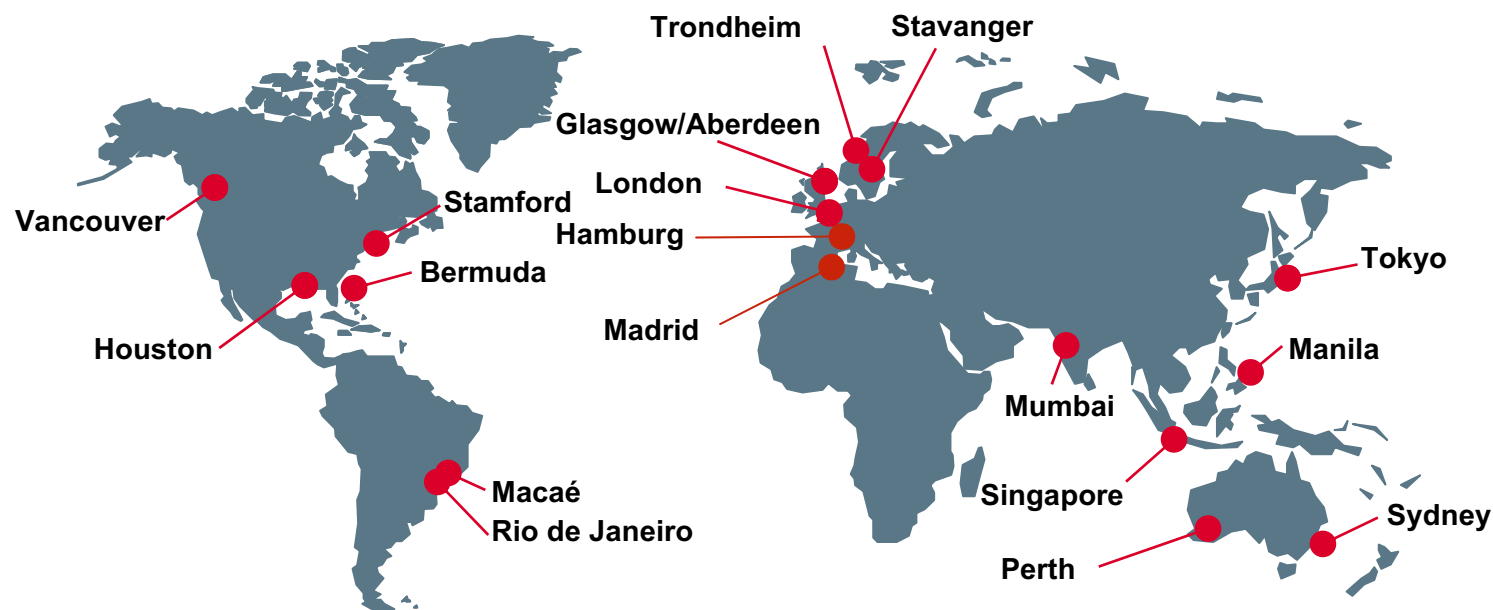 Trondheim
Stavanger
Glasgow/Aberdeen
London
Hamburg
Madrid
Vancouver
Stamford
Bermuda
Houston
Macaé
Rio de Janeiro
Tokyo
Manila
Mumbai
Singapore
Sydney
Perth